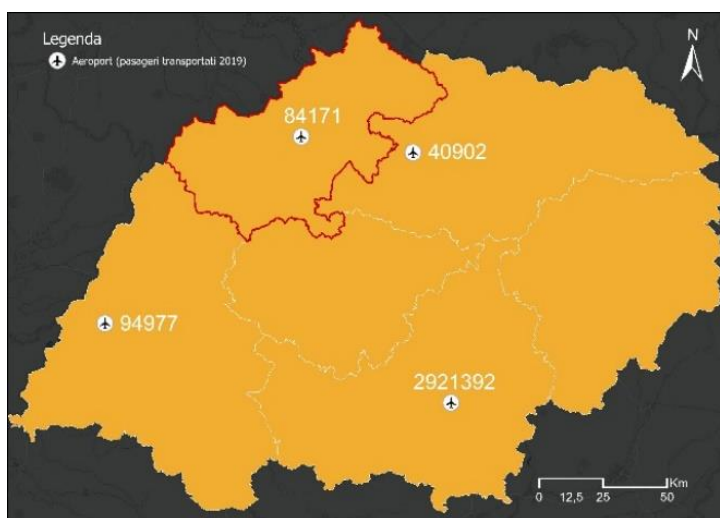 Legenda
Aeroport (pasageri transportati 2019)
N
84171
40902
94977
2921392
Km
0 12,5 25 50